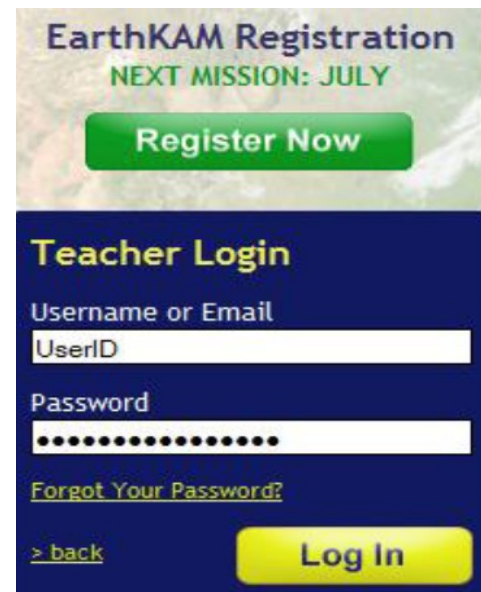 EarthKAM Registration
NEXT MISSION: JULY
Register Now
Teacher Login
Username or Email
UserID
Password
••••••••••••••••
Forgot Your Password?
> back
Log In